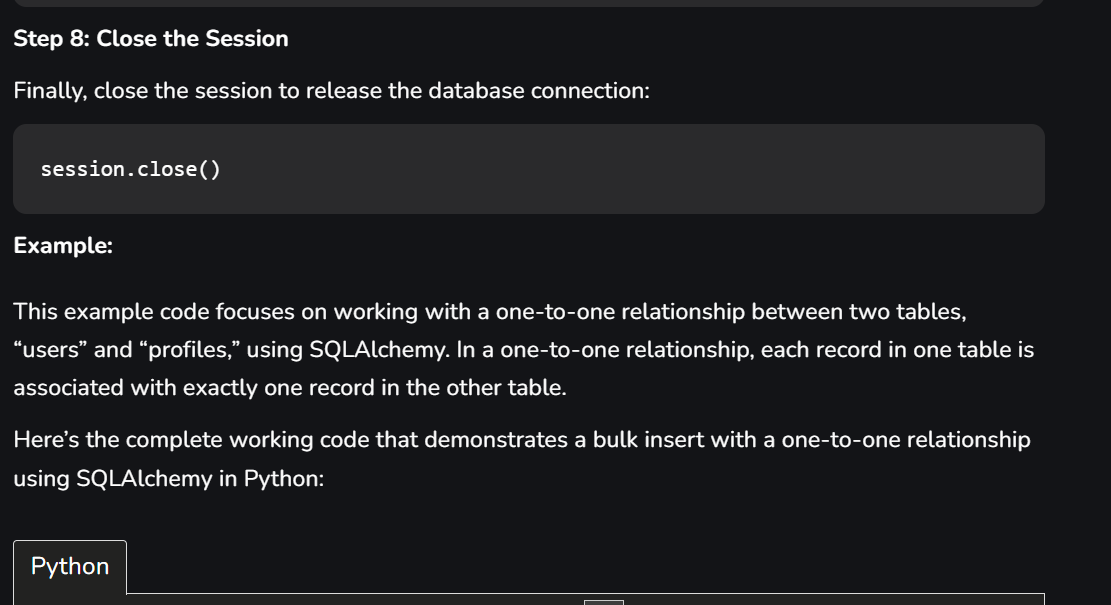 Step 8: Close the Session
Finally, close the session to release the database connection:
session.close()
Example:
This example code focuses on working with a one-to-one relationship between two tables,
“users” and “profiles,” using SQLAlchemy. In a one-to-one relationship, each record in one table is
associated with exactly one record in the other table.
Here’s the complete working code that demonstrates a bulk insert with a one-to-one relationship
using SQLAlchemy in Python:
Python